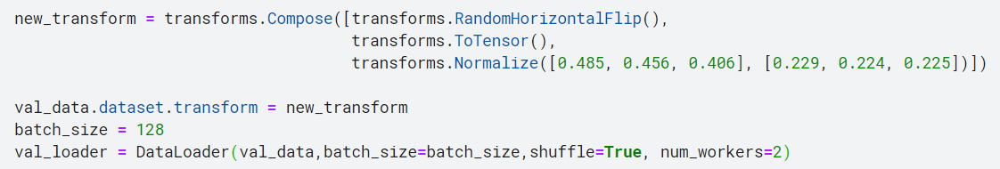 new_transform = transforms.Compose([transforms.RandomHorizontalFlip(),
transforms.ToTensor(),
transforms.Normalize([0.485, 0.456, 0.406], [0.229, 0.224, 0.225])])
val_data.dataset.transform = new_transform
batch_size = 128
val_loader = DataLoader(val_data,batch_size=batch_size,shuffle=True, num_workers=2)